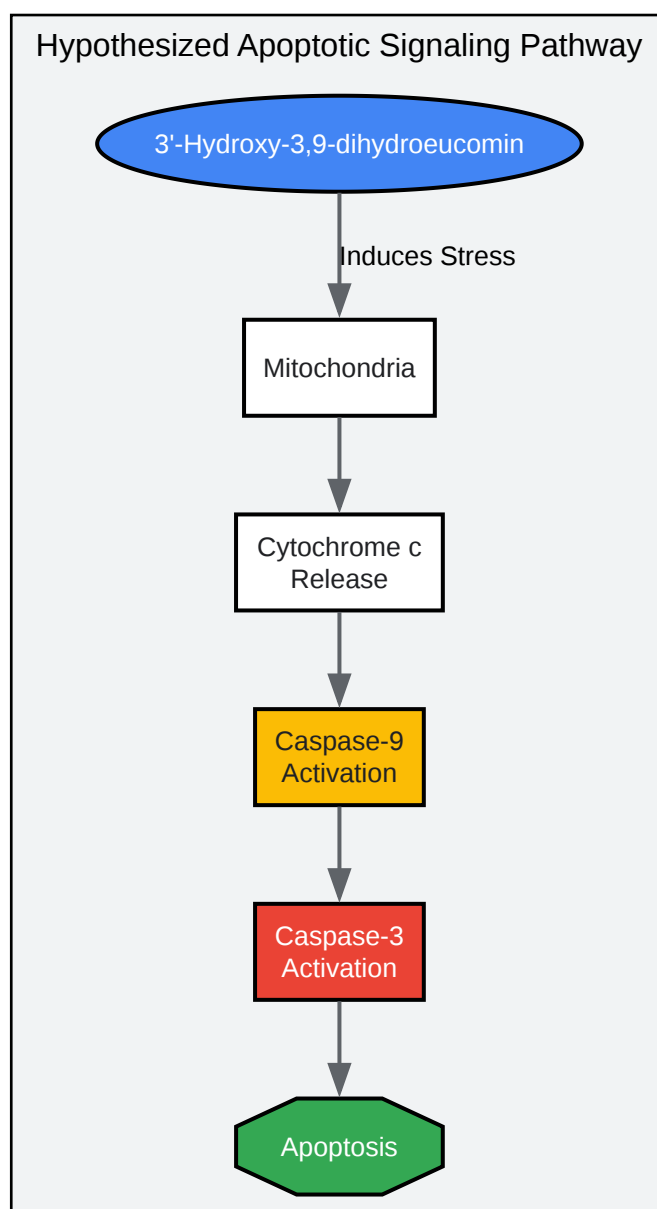 Hypothesized Apoptotic Signaling Pathway
3'-Hydroxy-3,9-dihydroeucomin
Induces Stress
Mitochondria
Cytochrome c
Release
Caspase-9
Activation
Caspase-3
Activation
Apoptosis